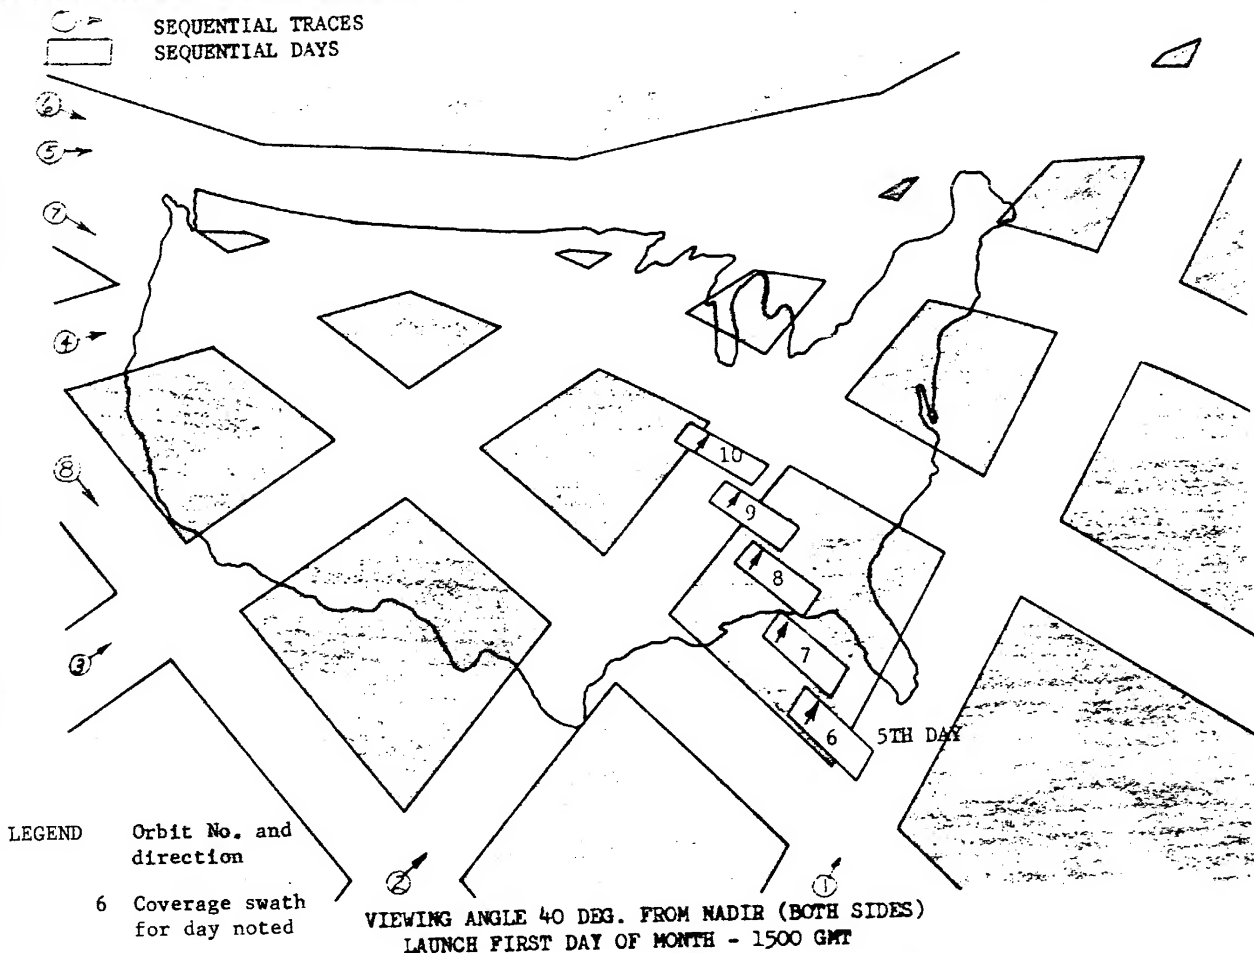 SEQUENTIAL TRACES
SEQUENTIAL DAYS
6
5
7
4
8
3
2
1
10
9
8
7
6
5TH DAY
LEGEND Orbit No. and
direction
6 Coverage swath
for day noted
VIEWING ANGLE 40 DEG. FROM NADIR (BOTH SIDES)
LAUNCH FIRST DAY OF MONTH - 1500 GMT